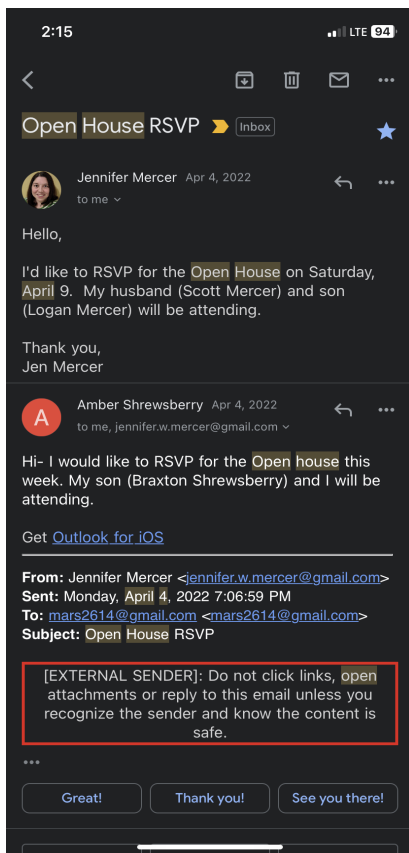 2:15
LTE 94
Open House RSVP Inbox
Jennifer Mercer Apr 4, 2022
to me
Hello,
I'd like to RSVP for the Open House on Saturday,
April 9. My husband (Scott Mercer) and son
(Logan Mercer) will be attending.
Thank you,
Jen Mercer
A
Amber Shrewsberry Apr 4, 2022
to me, jennifer.w.mercer@gmail.com
Hi- I would like to RSVP for the Open house this
week. My son (Braxton Shrewsberry) and I will be
attending.
Get Outlook for iOS
From: Jennifer Mercer <jennifer.w.mercer@gmail.com>
Sent: Monday, April 4, 2022 7:06:59 PM
To: mars2614@gmail.com <mars2614@gmail.com>
Subject: Open House RSVP
[EXTERNAL SENDER]: Do not click links, open
attachments or reply to this email unless you
recognize the sender and know the content is
safe.
Great!
Thank you!
See you there!